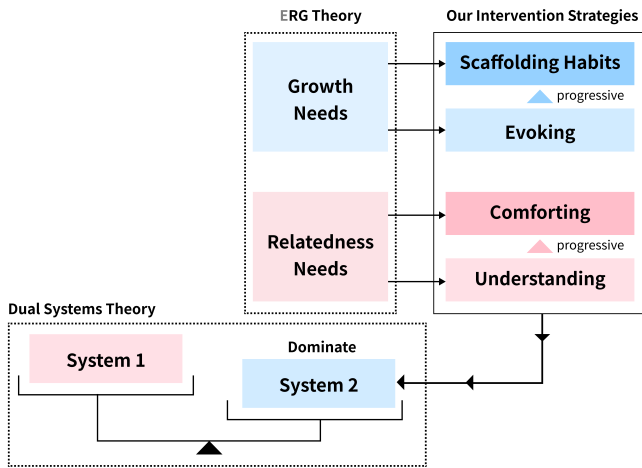 ERG Theory
Our Intervention Strategies
Growth
Needs
Scaffolding Habits
progressive
Evoking
Relatedness
Needs
Comforting
progressive
Understanding
Dual Systems Theory
System 1
Dominate
System 2